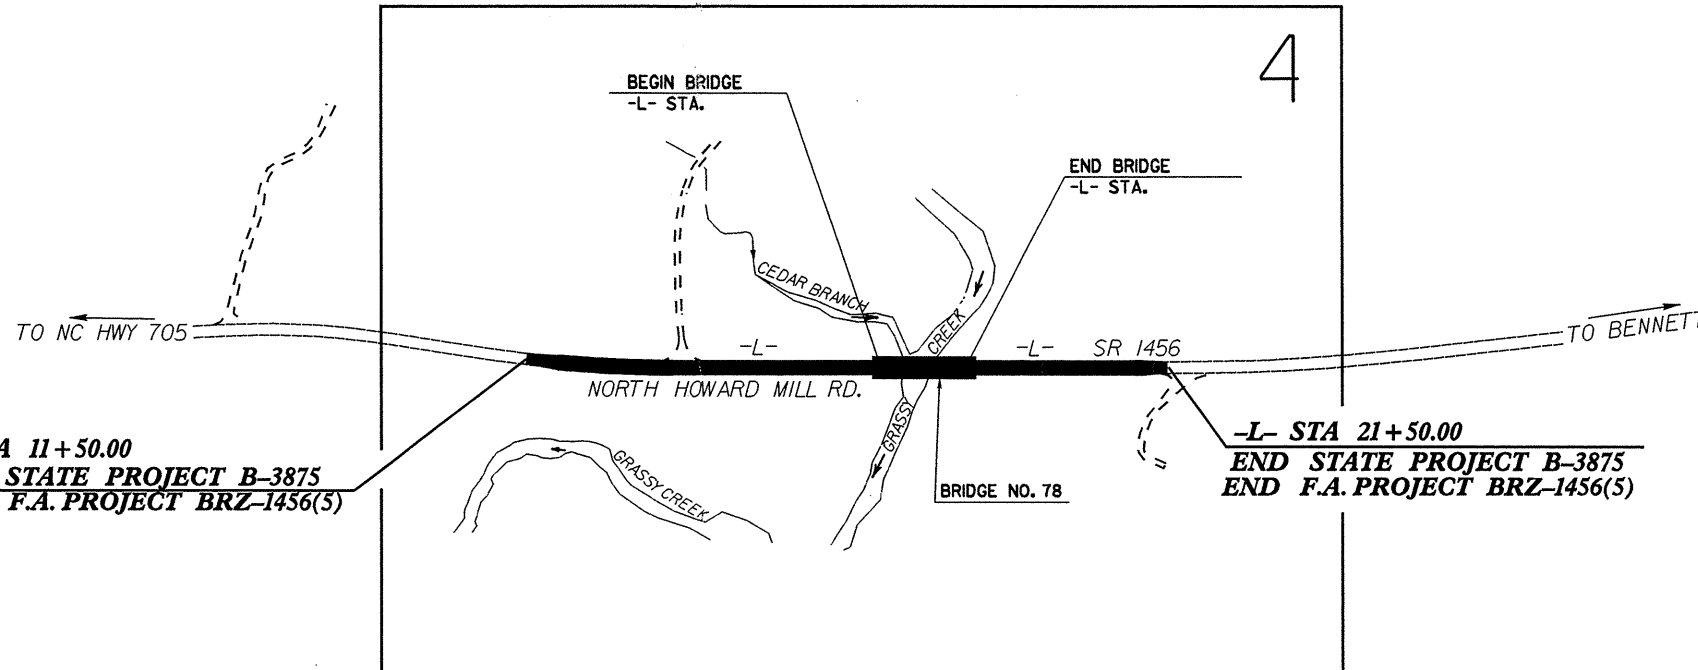 4
BEGIN BRIDGE
-L- STA.
END BRIDGE
-L- STA.
CEDAR BRANCH
CREEK
TO NC HWY 705
TO BENNETT
-L-
-L- SR 1456
NORTH HOWARD MILL RD.
GRASSY
GRASSY CREEK
BRIDGE NO. 78
A 11+50.00
STATE PROJECT B-3875
F.A. PROJECT BRZ-1456(5)
-L- STA 21+50.00
END STATE PROJECT B-3875
END F.A. PROJECT BRZ-1456(5)